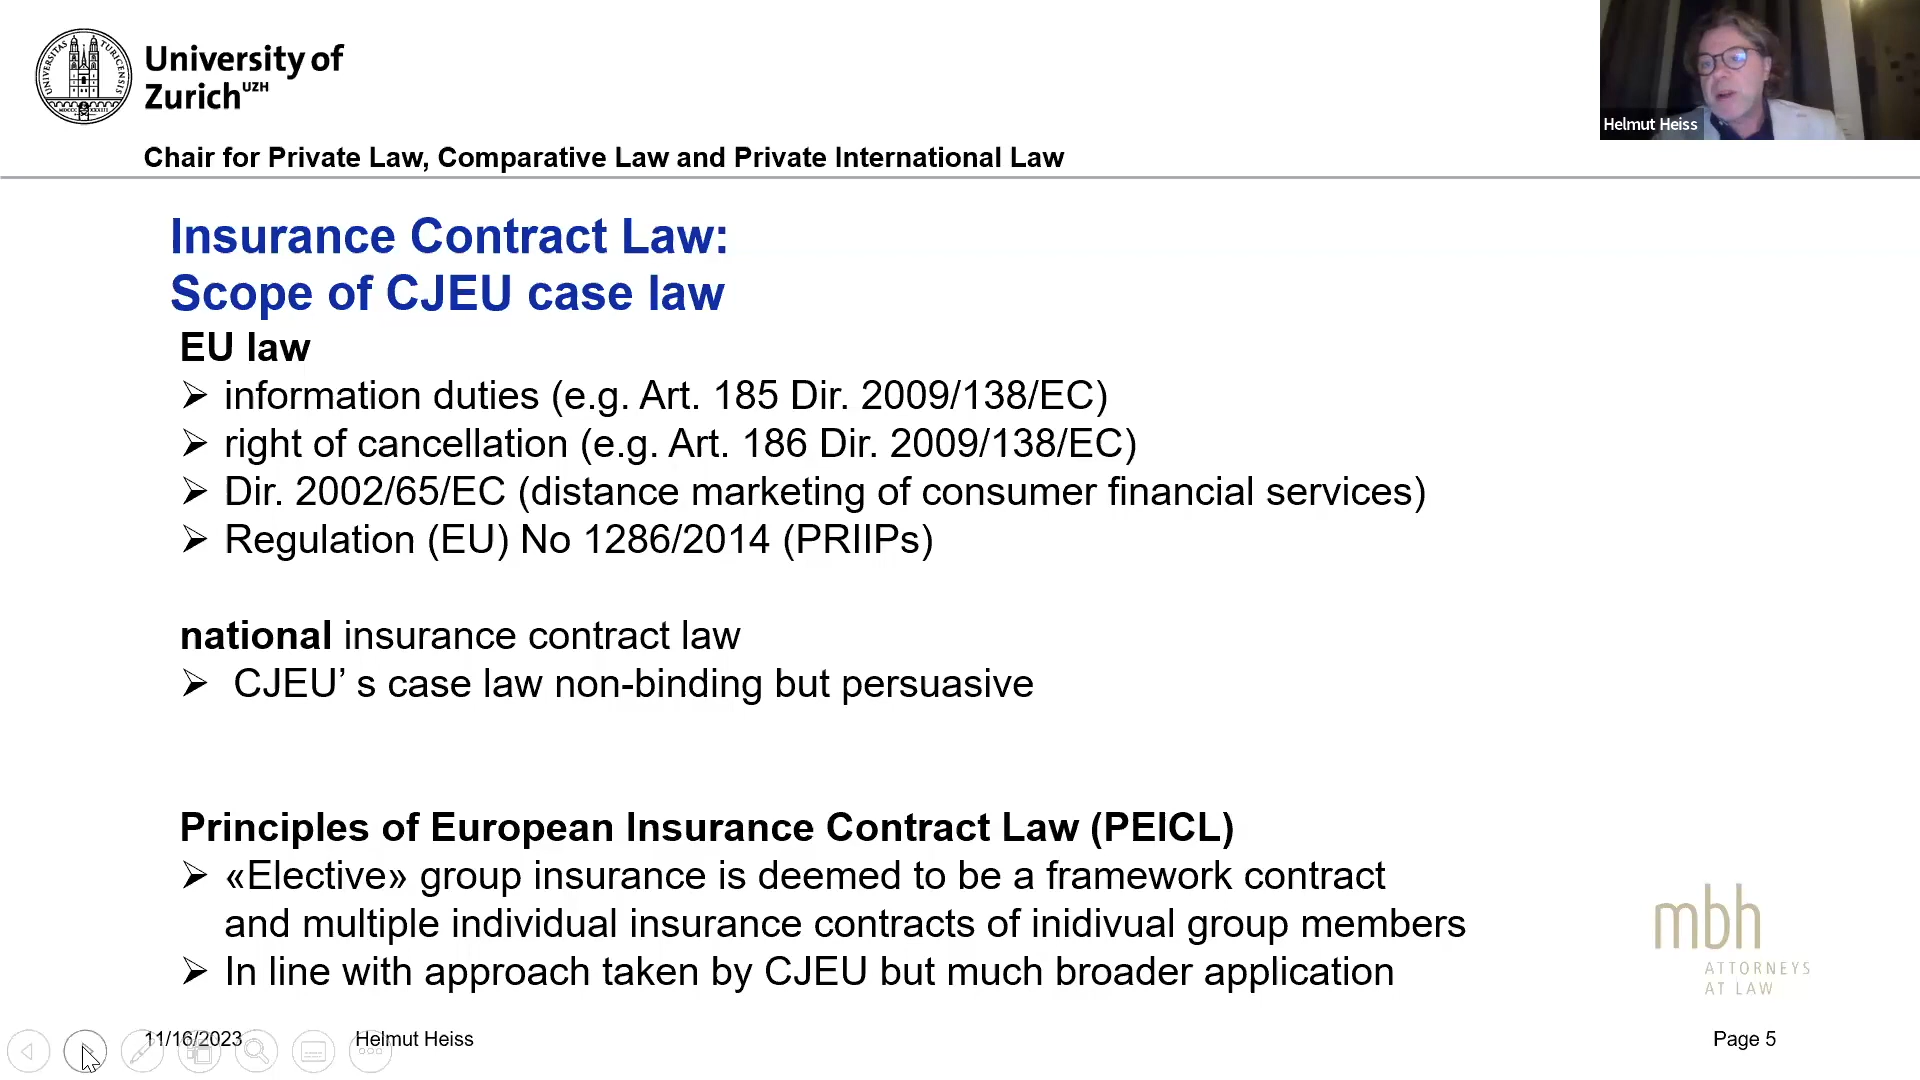 University of
Zurich UZH
Helmut Heiss
Chair for Private Law, Comparative Law and Private International Law
Insurance Contract Law:
Scope of CJEU case law
EU law
➢ information duties (e.g. Art. 185 Dir. 2009/138/EC)
➢ right of cancellation (e.g. Art. 186 Dir. 2009/138/EC)
➢ Dir. 2002/65/EC (distance marketing of consumer financial services)
➢ Regulation (EU) No 1286/2014 (PRIIPs)
national insurance contract law
➢ CJEU’ s case law non-binding but persuasive
Principles of European Insurance Contract Law (PEICL)
➢ «Elective» group insurance is deemed to be a framework contract
and multiple individual insurance contracts of inidivual group members
➢ In line with approach taken by CJEU but much broader application
mbh
ATTORNEYS
AT LAW
11/16/2023
Helmut Heiss
Page 5